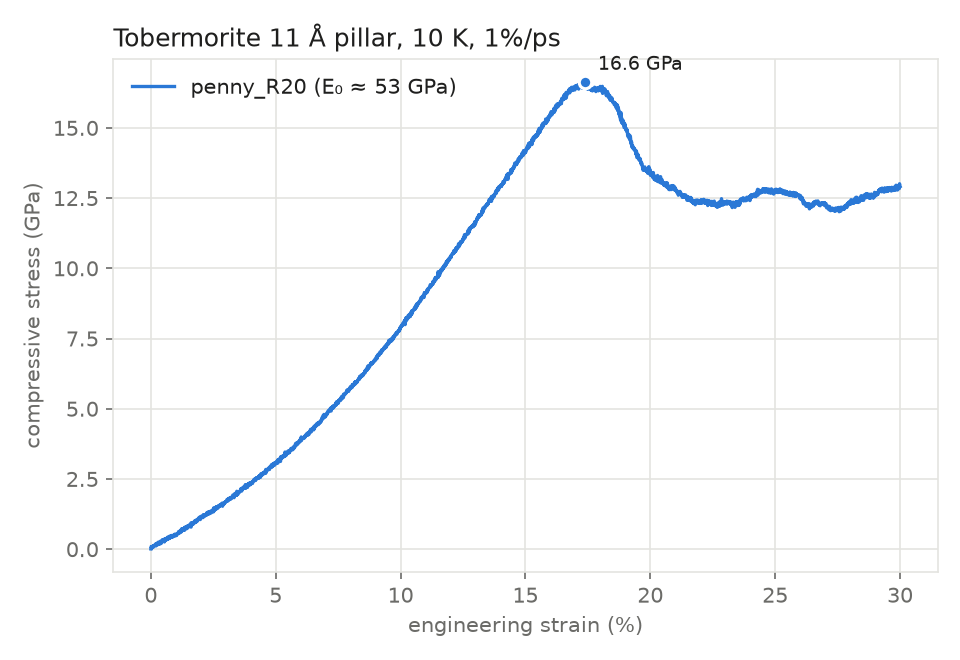 Tobermorite 11 Å pillar, 10 K, 1%/ps
16.6 GPa
penny_R20 (E₀ ≈ 53 GPa)
compressive stress (GPa)
15.0
12.5
10.0
7.5
5.0
2.5
0.0
0 5 10 15 20 25 30
engineering strain (%)